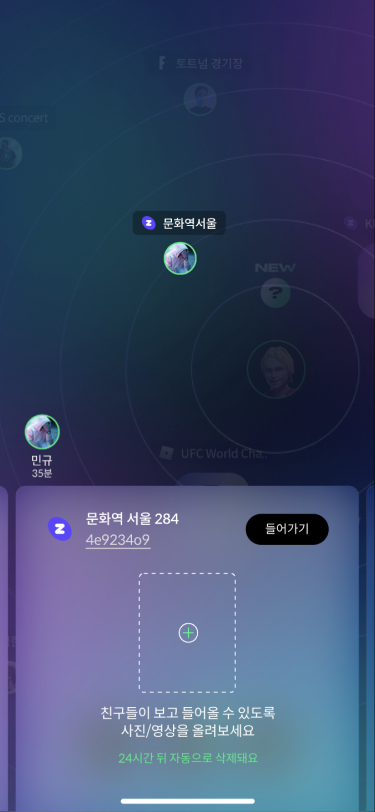 토트넘 경기장
S concert
문화역서울
NEW
?
UFC World Cha..
민규
35분
문화역 서울 284
4e9234o9
들어가기
친구들이 보고 들어올 수 있도록
사진/영상을 올려보세요
24시간 뒤 자동으로 삭제돼요